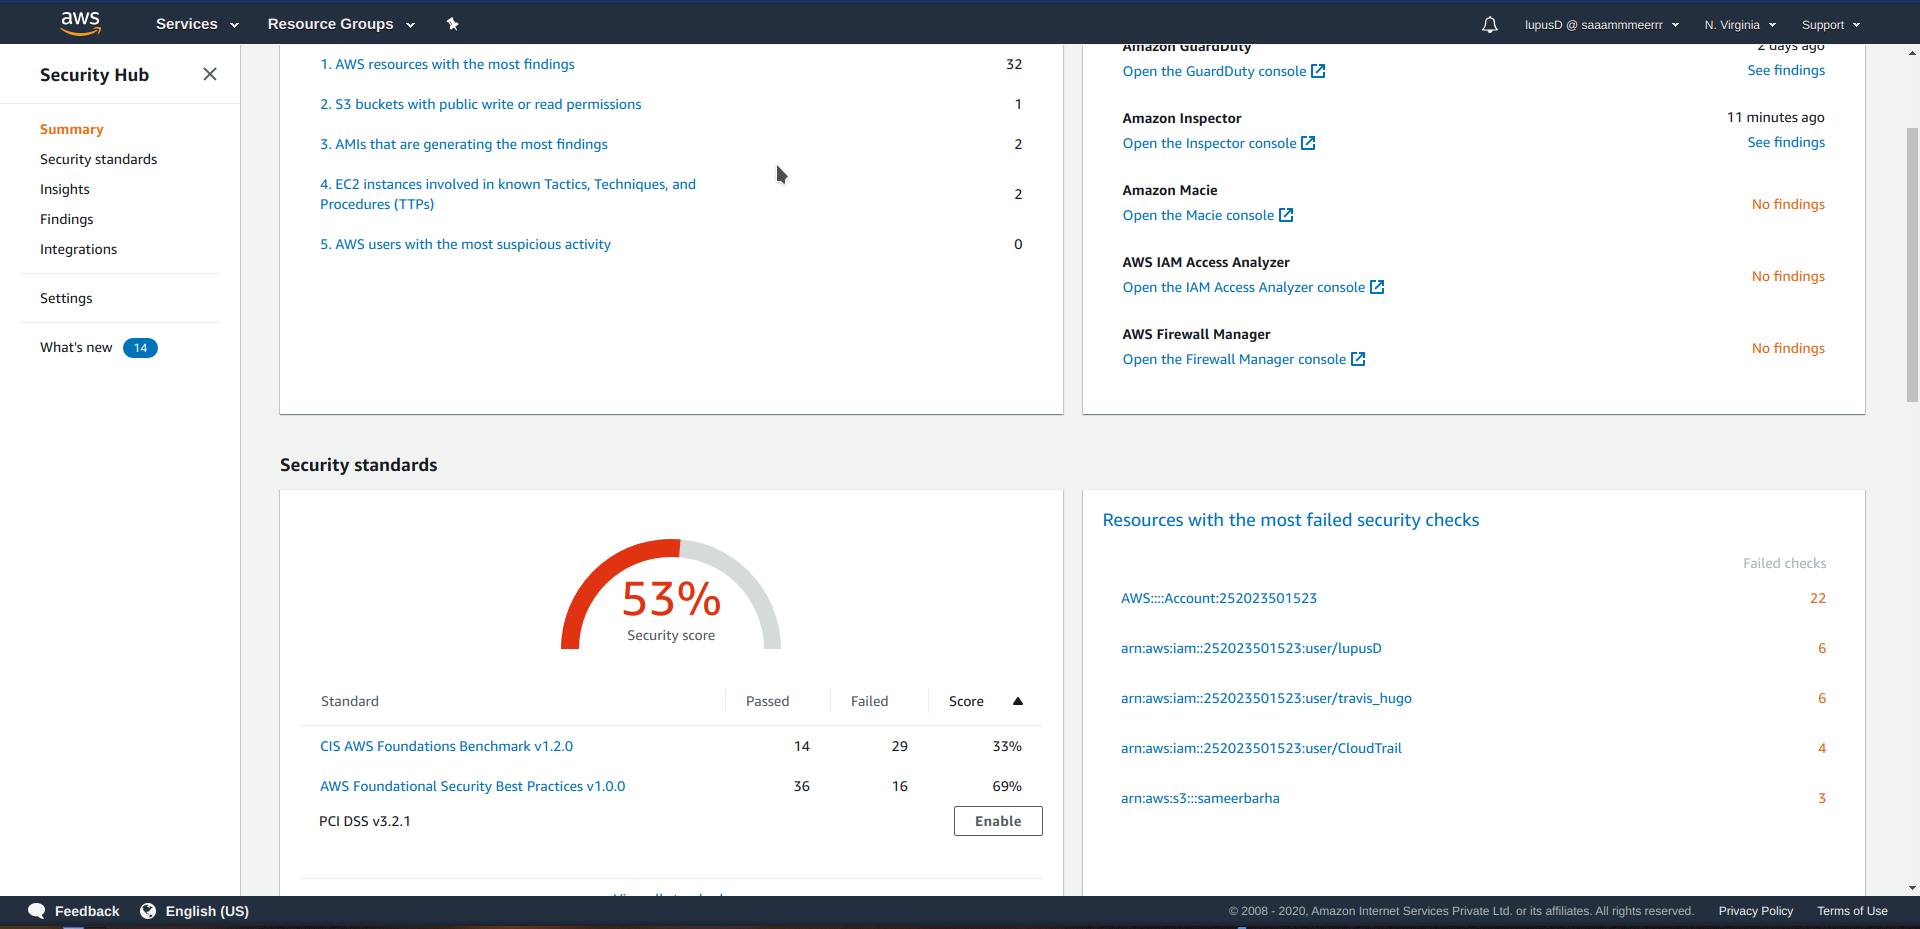 aws
Services
Resource Groups
lupusD @ saaammmeerrr
N. Virginia
Support
Security Hub
Summary
Security standards
Insights
Findings
Integrations
Settings
What's new 14
1. AWS resources with the most findings 32
2. S3 buckets with public write or read permissions 1
3. AMIs that are generating the most findings 2
4. EC2 instances involved in known Tactics, Techniques, and
Procedures (TTPs) 2
5. AWS users with the most suspicious activity 0
Amazon GuardDuty 2 days ago
Open the GuardDuty console See findings
Amazon Inspector 11 minutes ago
Open the Inspector console See findings
Amazon Macie
Open the Macie console No findings
AWS IAM Access Analyzer
Open the IAM Access Analyzer console No findings
AWS Firewall Manager
Open the Firewall Manager console No findings
Security standards
53%
Security score
Standard Passed Failed Score
CIS AWS Foundations Benchmark v1.2.0 14 29 33%
AWS Foundational Security Best Practices v1.0.0 36 16 69%
PCI DSS v3.2.1 Enable
Resources with the most failed security checks
Failed checks
AWS::::Account:252023501523 22
arn:aws:iam::252023501523:user/lupusD 6
arn:aws:iam::252023501523:user/travis_hugo 6
arn:aws:iam::252023501523:user/CloudTrail 4
arn:aws:s3:::sameerbarha 3
Feedback
English (US)
© 2008 - 2020, Amazon Internet Services Private Ltd. or its affiliates. All rights reserved.
Privacy Policy
Terms of Use